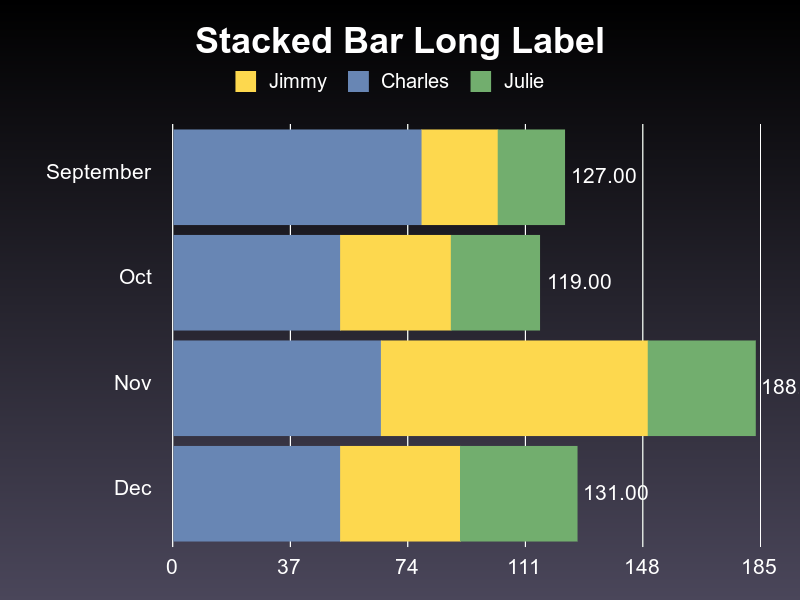 Stacked Bar Long Label
Jimmy Charles Julie
September 127.00
Oct 119.00
Nov 188
Dec 131.00
0 37 74 111 148 185